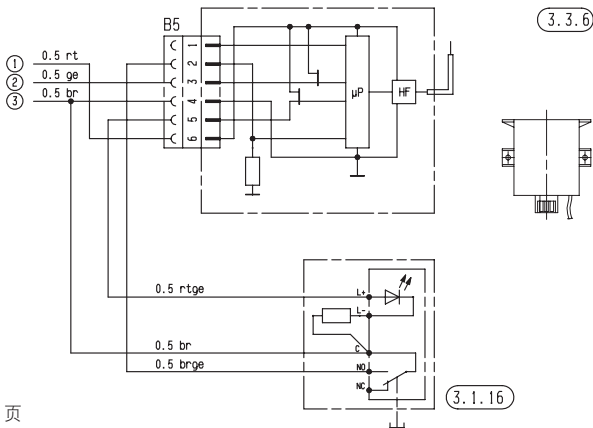 B5
3.3.6
1 0.5 rt
2 0.5 ge
3 0.5 br
1
2
3
4
5
6
µP
HF
0.5 rtge
L+
L-
0.5 br
C
0.5 brge
NO
NC
3.1.16
页